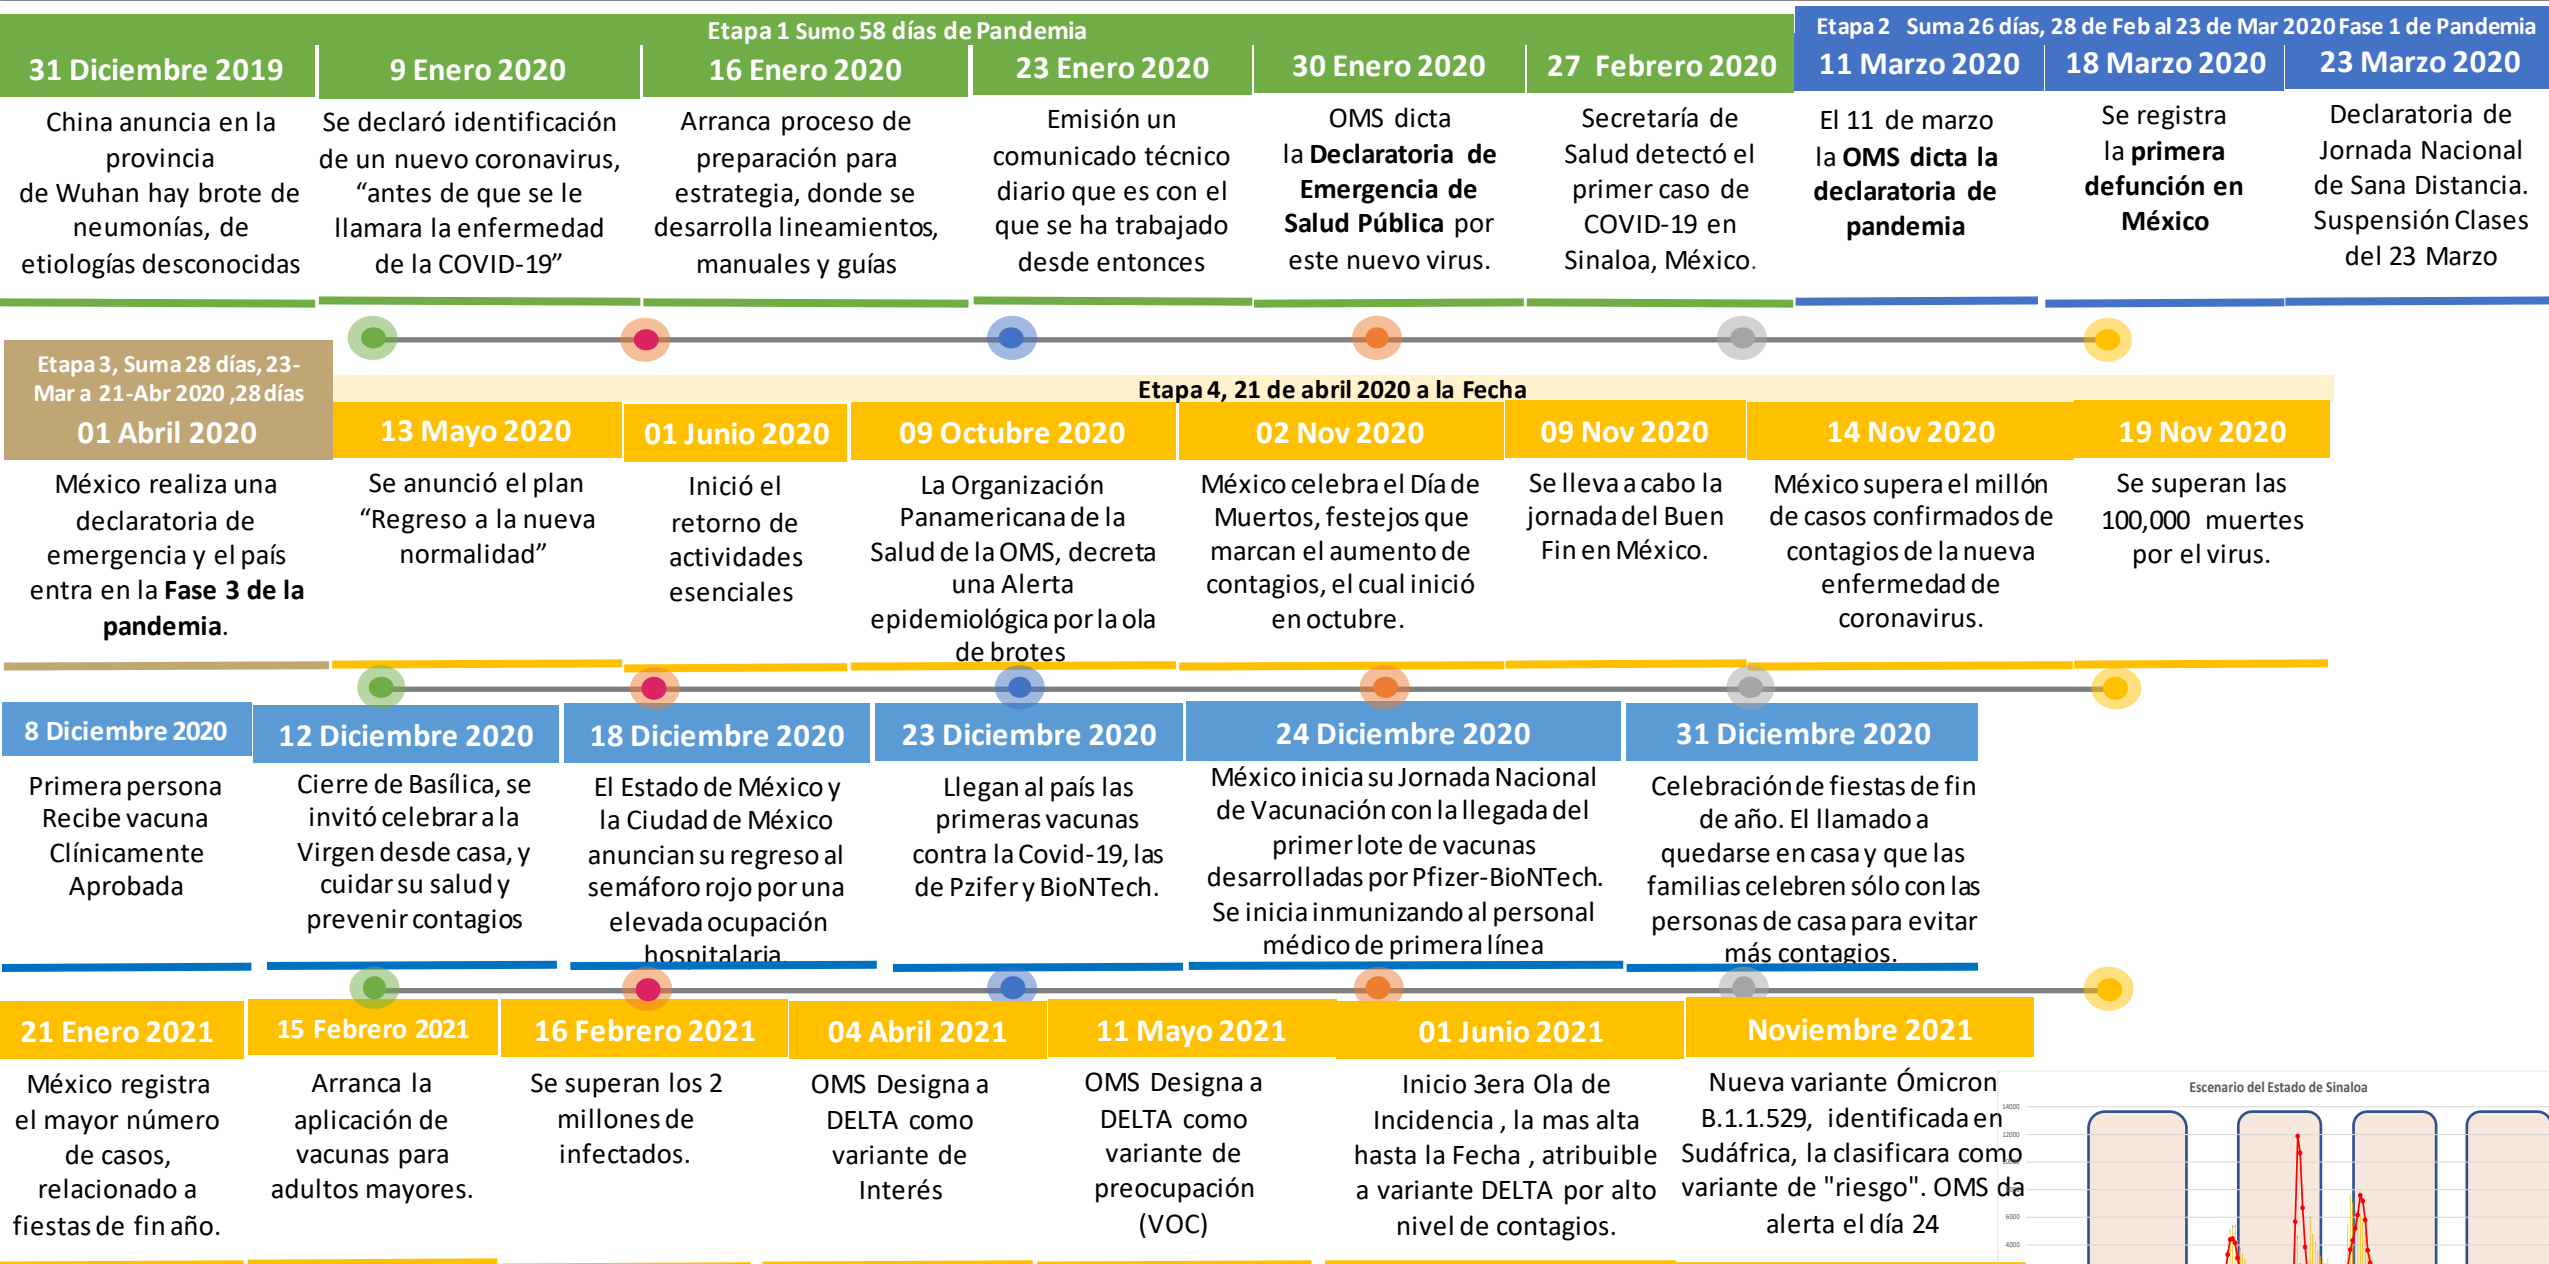 Etapa 1 Sumo 58 días de Pandemia
Etapa 2 Suma 26 días, 28 de Feb al 23 de Mar 2020 Fase 1 de Pandemia
31 Diciembre 2019
China anuncia en la
provincia
de Wuhan hay brote de
neumonías, de
etiologías desconocidas
9 Enero 2020
Se declaró identificación
de un nuevo coronavirus,
“antes de que se le
llamara la enfermedad
de la COVID-19”
16 Enero 2020
Arranca proceso de
preparación para
estrategia, donde se
desarrolla lineamientos,
manuales y guías
23 Enero 2020
Emisión un
comunicado técnico
diario que es con el
que se ha trabajado
desde entonces
30 Enero 2020
OMS dicta
la Declaratoria de
Emergencia de
Salud Pública por
este nuevo virus.
27 Febrero 2020
Secretaría de
Salud detectó el
primer caso de
COVID-19 en
Sinaloa, México.
11 Marzo 2020
El 11 de marzo
la OMS dicta la
declaratoria de
pandemia
18 Marzo 2020
Se registra
la primera
defunción en
México
23 Marzo 2020
Declaratoria de
Jornada Nacional
de Sana Distancia.
Suspensión Clases
del 23 Marzo
Etapa 3, Suma 28 días, 23-
Mar a 21-Abr 2020 ,28 días
01 Abril 2020
México realiza una
declaratoria de
emergencia y el país
entra en la Fase 3 de la
pandemia.
Etapa 4, 21 de abril 2020 a la Fecha
13 Mayo 2020
Se anunció el plan
“Regreso a la nueva
normalidad”
01 Junio 2020
Inició el
retorno de
actividades
esenciales
09 Octubre 2020
La Organización
Panamericana de la
Salud de la OMS, decreta
una Alerta
epidemiológica por la ola
de brotes
02 Nov 2020
México celebra el Día de
Muertos, festejos que
marcan el aumento de
contagios, el cual inició
en octubre.
09 Nov 2020
Se lleva a cabo la
jornada del Buen
Fin en México.
14 Nov 2020
México supera el millón
de casos confirmados de
contagios de la nueva
enfermedad de
coronavirus.
19 Nov 2020
Se superan las
100,000 muertes
por el virus.
8 Diciembre 2020
Primera persona
Recibe vacuna
Clínicamente
Aprobada
12 Diciembre 2020
Cierre de Basílica, se
invitó celebrar a la
Virgen desde casa, y
cuidar su salud y
prevenir contagios
18 Diciembre 2020
El Estado de México y
la Ciudad de México
anuncian su regreso al
semáforo rojo por una
elevada ocupación
hospitalaria.
23 Diciembre 2020
Llegan al país las
primeras vacunas
contra la Covid-19, las
de Pzifer y BioNTech.
24 Diciembre 2020
México inicia su Jornada Nacional
de Vacunación con la llegada del
primer lote de vacunas
desarrolladas por Pfizer-BioNTech.
Se inicia inmunizando al personal
médico de primera línea
31 Diciembre 2020
Celebración de fiestas de fin
de año. El llamado a
quedarse en casa y que las
familias celebren sólo con las
personas de casa para evitar
más contagios.
21 Enero 2021
México registra
el mayor número
de casos,
relacionado a
fiestas de fin año.
15 Febrero 2021
Arranca la
aplicación de
vacunas para
adultos mayores.
16 Febrero 2021
Se superan los 2
millones de
infectados.
04 Abril 2021
OMS Designa a
DELTA como
variante de
Interés
11 Mayo 2021
OMS Designa a
DELTA como
variante de
preocupación
(VOC)
01 Junio 2021
Inicio 3era Ola de
Incidencia , la mas alta
hasta la Fecha , atribuible
a variante DELTA por alto
nivel de contagios.
Noviembre 2021
Nueva variante Ómicron
B.1.1.529, identificada en
Sudáfrica, la clasificara como
variante de "riesgo". OMS da
alerta el día 24
Escenario del Estado de Sinaloa
14000
12000
6000
4000